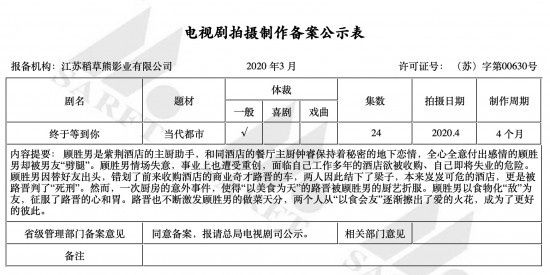 电视剧拍摄制作备案公示表
报备机构：江苏稻草熊影业有限公司 2020年3月 许可证号：（苏）字第00630号
剧名 题材 体裁 集数 拍摄日期 制作周期
一般 喜剧 戏曲
终于等到你 当代都市 √ 24 2020.4 4个月
内容提要：顾胜男是紫荆酒店的主厨助手，和同酒店的餐厅主厨钟睿保持着秘密的地下恋情，全心全意付出感情的顾胜
男却被男友“劈腿”。顾胜男情场失意，事业上也遭受重创，面临自己工作多年的酒店欲被收购、自己即将失业的危险。
顾胜男因替好友出头，错划了前来收购酒店的商业奇才路晋的车，两人因此结下了梁子，本来岌岌可危的酒店，更是被
路晋判了“死刑”。然而，一次厨房的意外事件，使得“以美食为天”的路晋被顾胜男的厨艺折服。顾胜男以食物化“敌”为
友，征服了路晋的心和胃。路晋也不断激发顾胜男的做菜天分，两个人从“以食会友”逐渐擦出了爱的火花，成为了更好
的彼此。
省级管理部门备案意见 同意备案，报请总局电视剧司公示。 相关部门意见
备注
SARFT